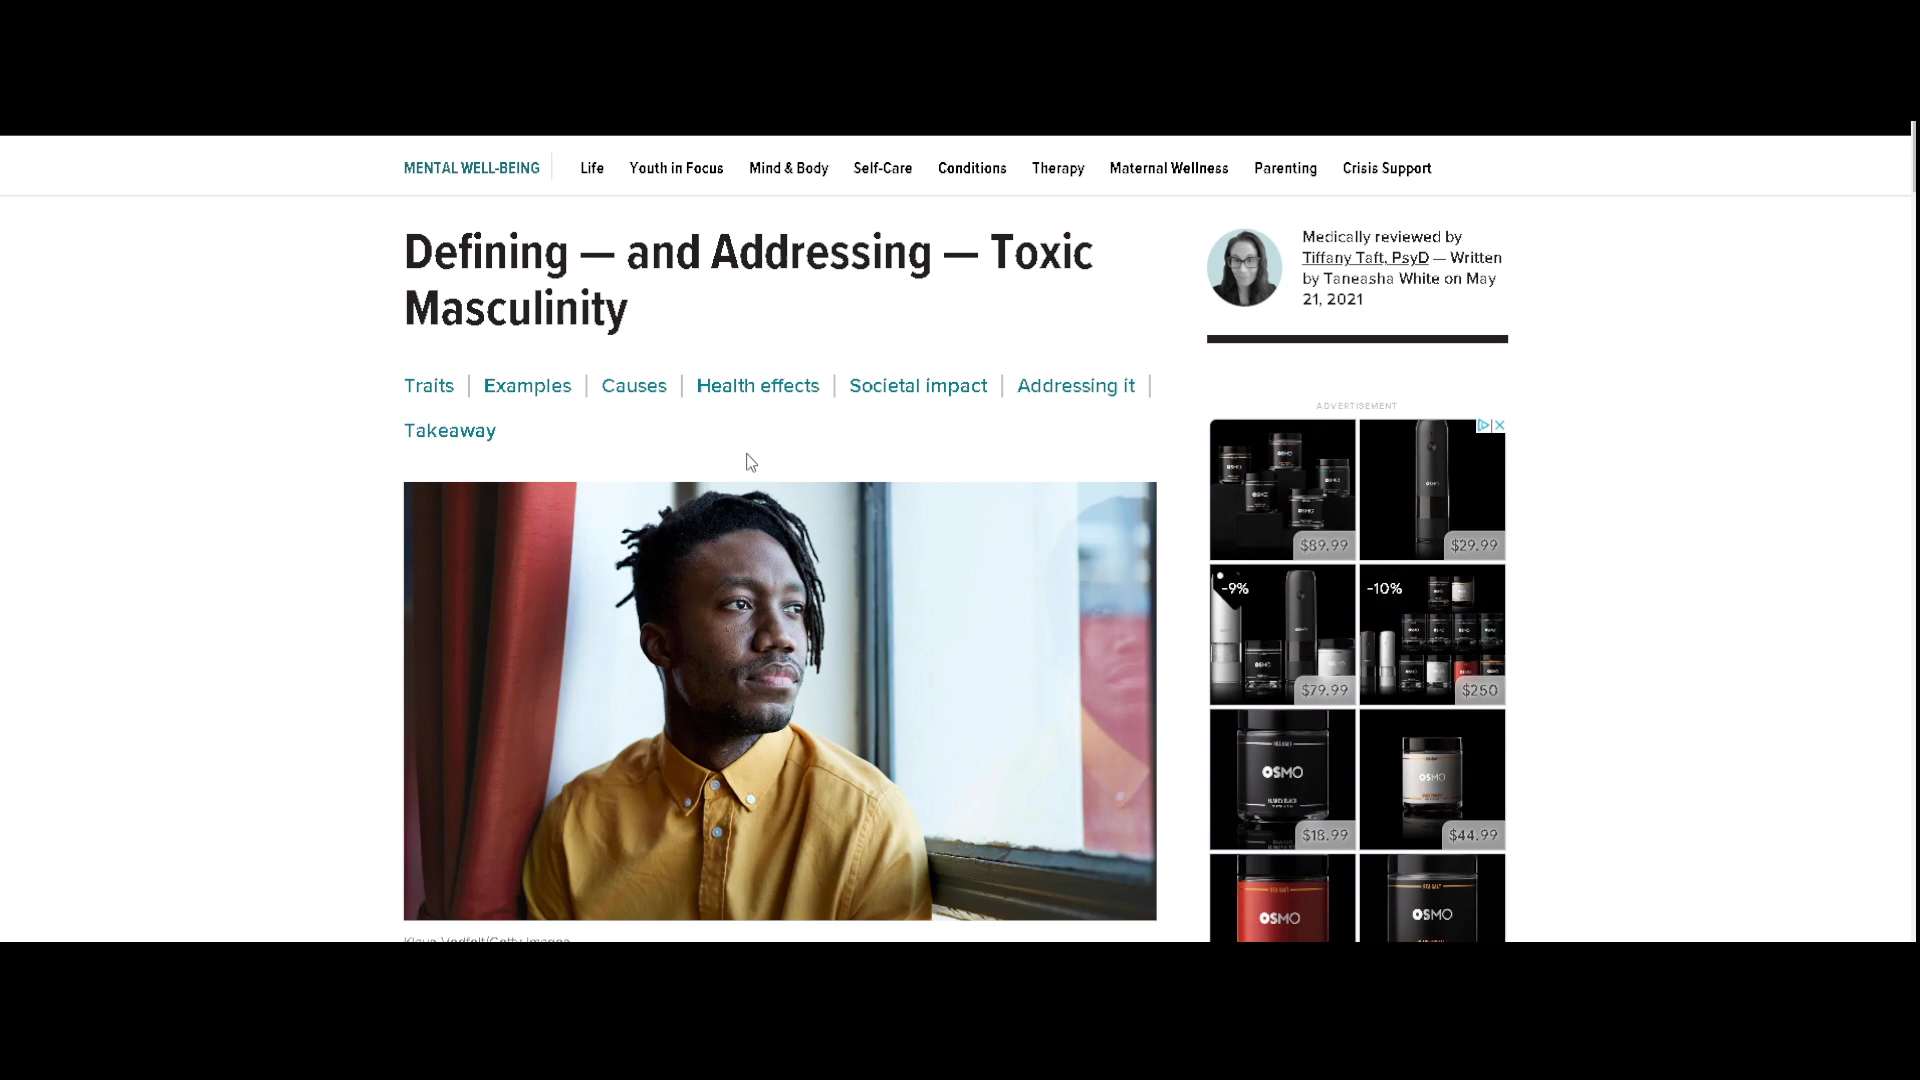 MENTAL WELL-BEING
Life
Youth in Focus
Mind & Body
Self-Care
Conditions
Therapy
Maternal Wellness
Parenting
Crisis Support
Defining — and Addressing — Toxic
Masculinity
Traits
Examples
Causes
Health effects
Societal impact
Addressing it
Takeaway
Medically reviewed by
Tiffany Taft, PsyD — Written
by Taneasha White on May
21, 2021
ADVERTISEMENT
$89.99
$29.99
-9%
$79.99
-10%
$250
OSMO
$18.99
OSMO
$44.99
OSMO
OSMO